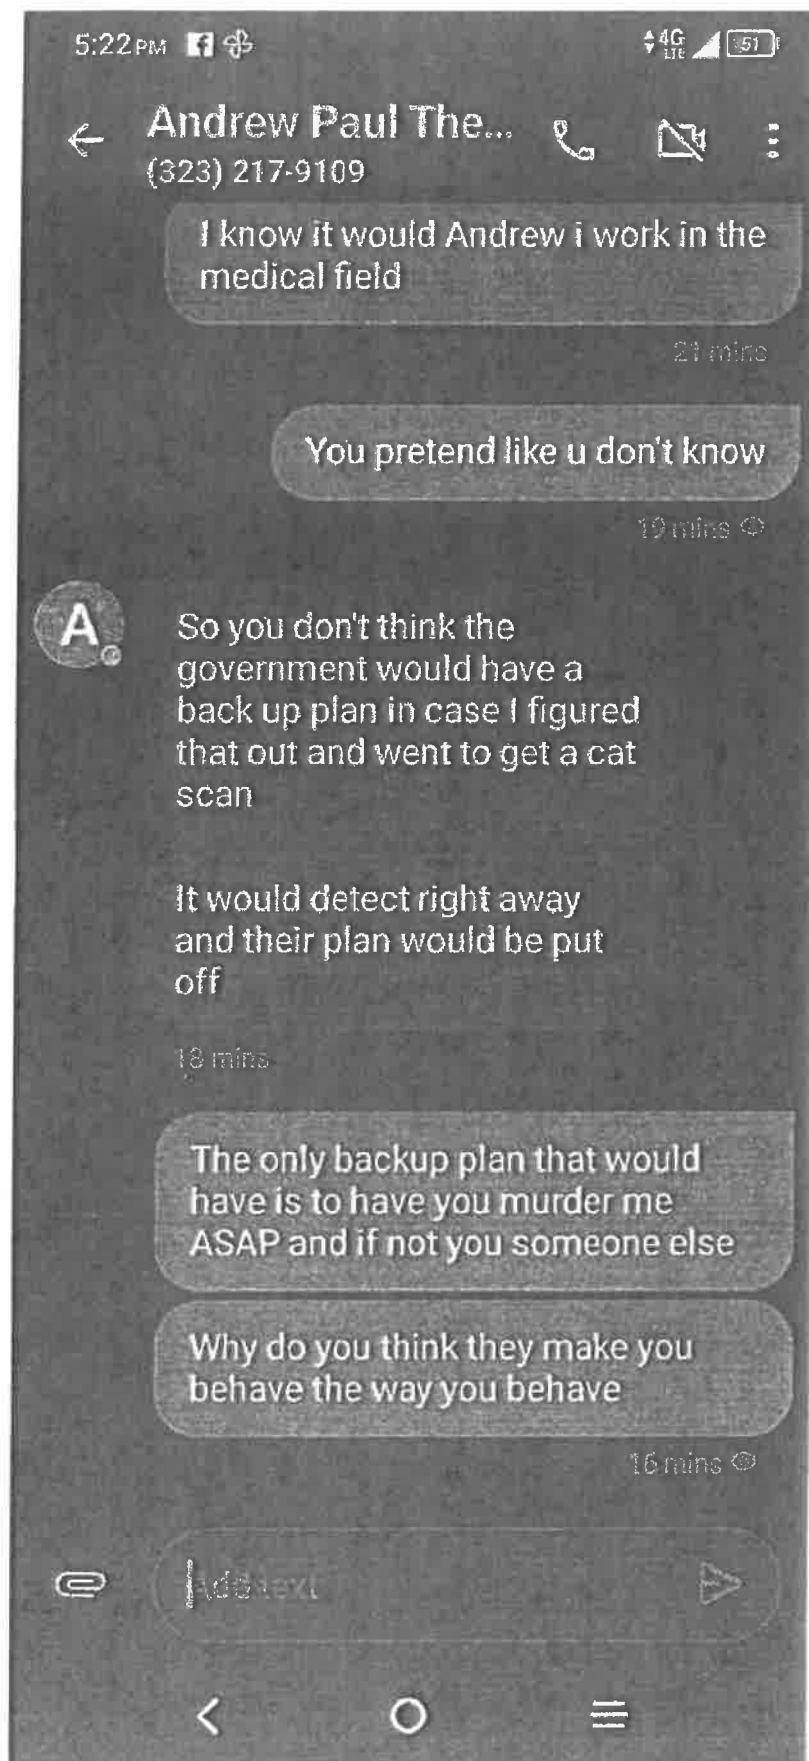 5:22 PM
4G
LTE
51
Andrew Paul The...
(323) 217-9109
I know it would Andrew i work in the
medical field
21 mins
You pretend like u don't know
19 mins
A
So you don't think the
government would have a
back up plan in case I figured
that out and went to get a cat
scan
It would detect right away
and their plan would be put
off
18 mins
The only backup plan that would
have is to have you murder me
ASAP and if not you someone else
Why do you think they make you
behave the way you behave
16 mins
Add text